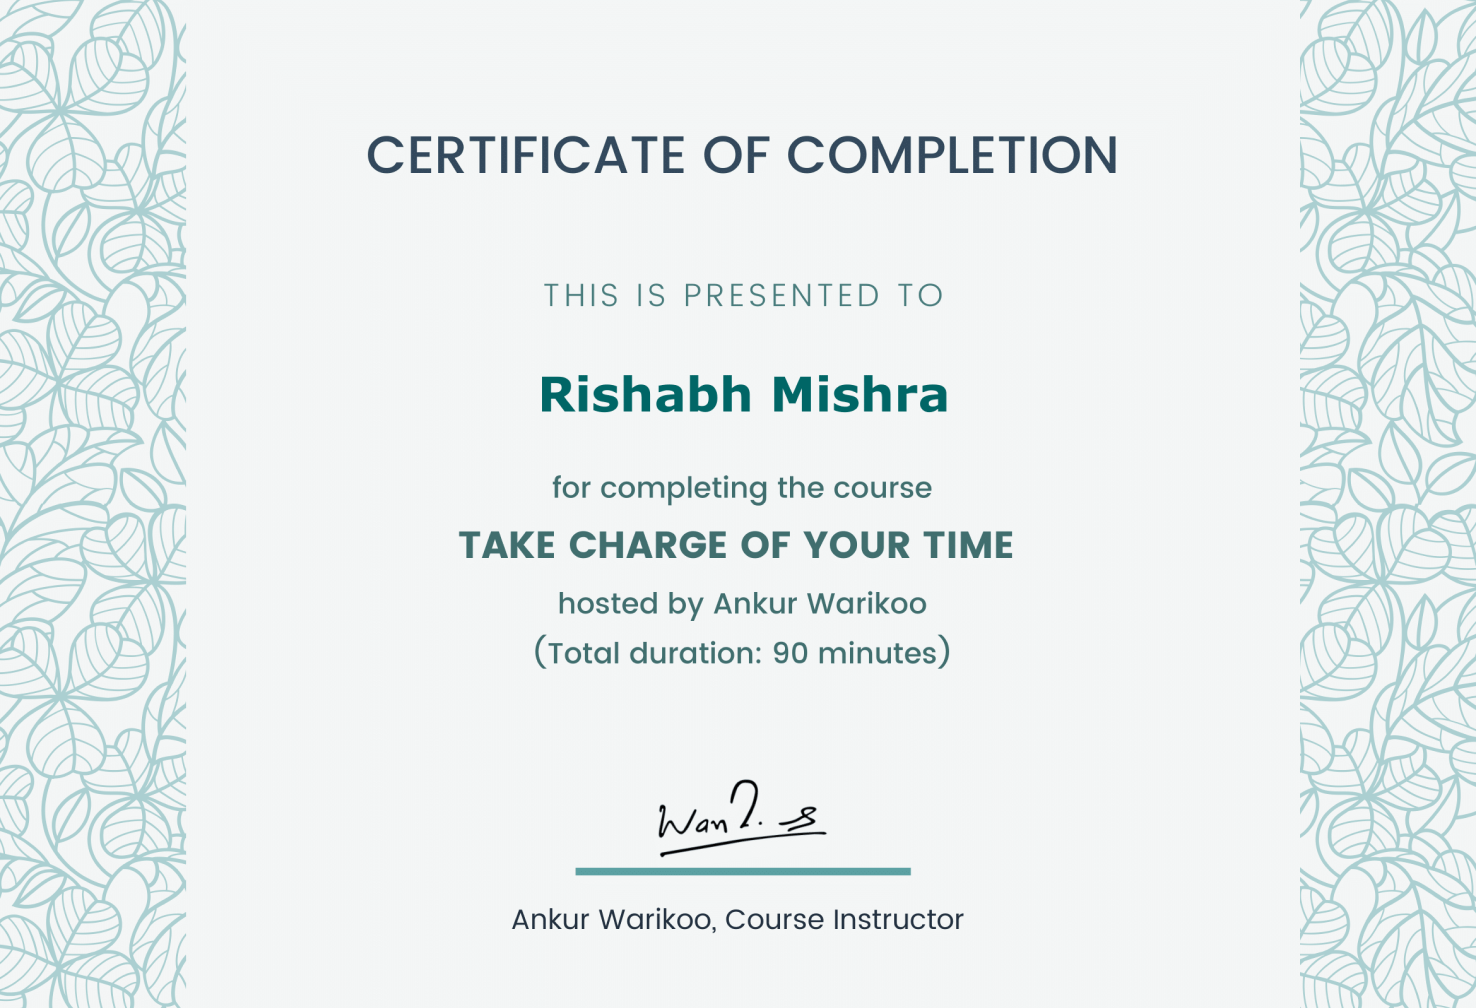 CERTIFICATE OF COMPLETION
THIS IS PRESENTED TO
Rishabh Mishra
for completing the course
TAKE CHARGE OF YOUR TIME
hosted by Ankur Warikoo
(Total duration: 90 minutes)
Ankur Warikoo, Course Instructor